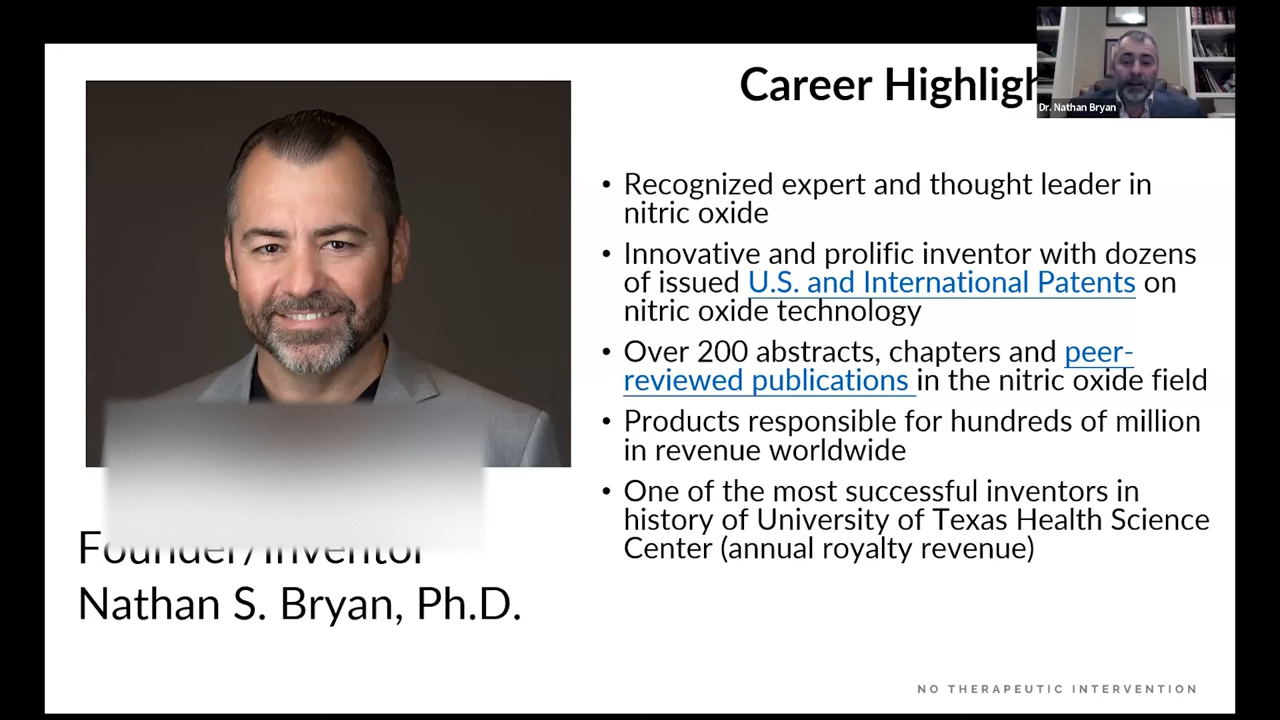 Career Highligh
Dr. Nathan Bryan
• Recognized expert and thought leader in
nitric oxide
• Innovative and prolific inventor with dozens
of issued U.S. and International Patents on
nitric oxide technology
• Over 200 abstracts, chapters and peer-
reviewed publications in the nitric oxide field
• Products responsible for hundreds of million
in revenue worldwide
• One of the most successful inventors in
history of University of Texas Health Science
Center (annual royalty revenue)
Founder/Inventor
Nathan S. Bryan, Ph.D.
NO THERAPEUTIC INTERVENTION